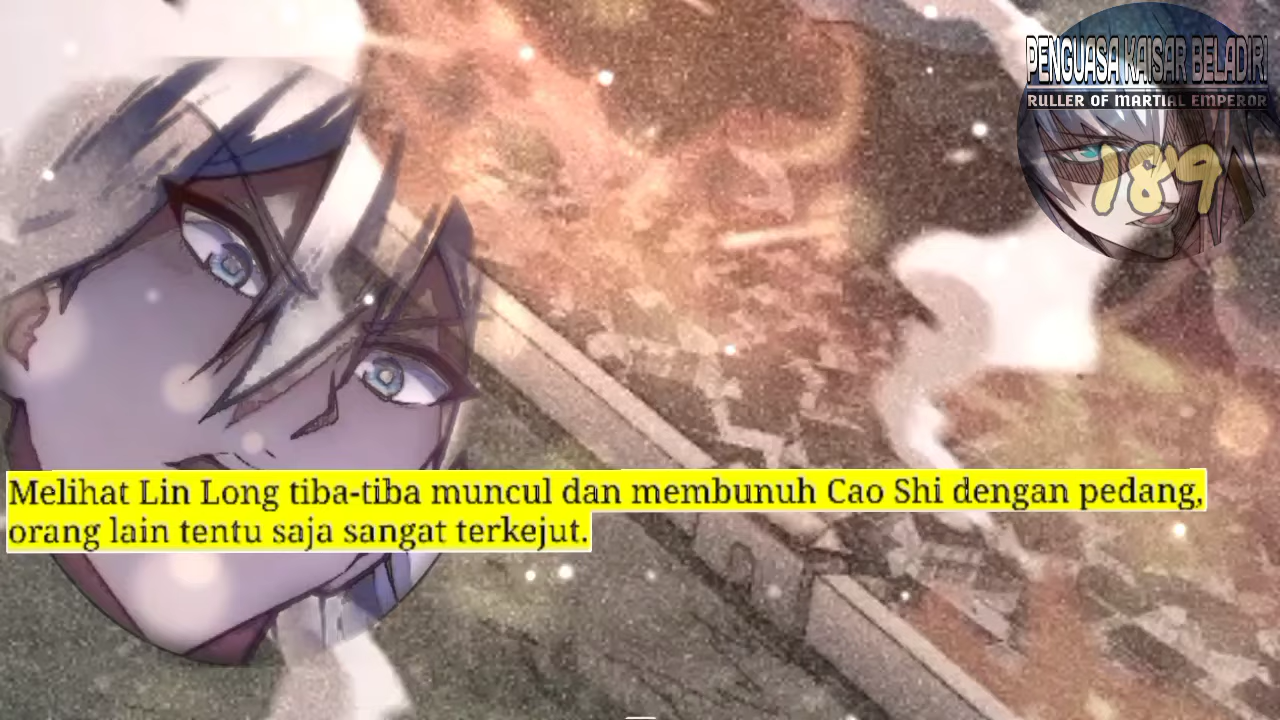 PENGUASA KAISAR BELADIRI
RULLER OF MARTIAL EMPEROR
189
Melihat Lin Long tiba-tiba muncul dan membunuh Cao Shi dengan pedang,
orang lain tentu saja sangat terkejut.